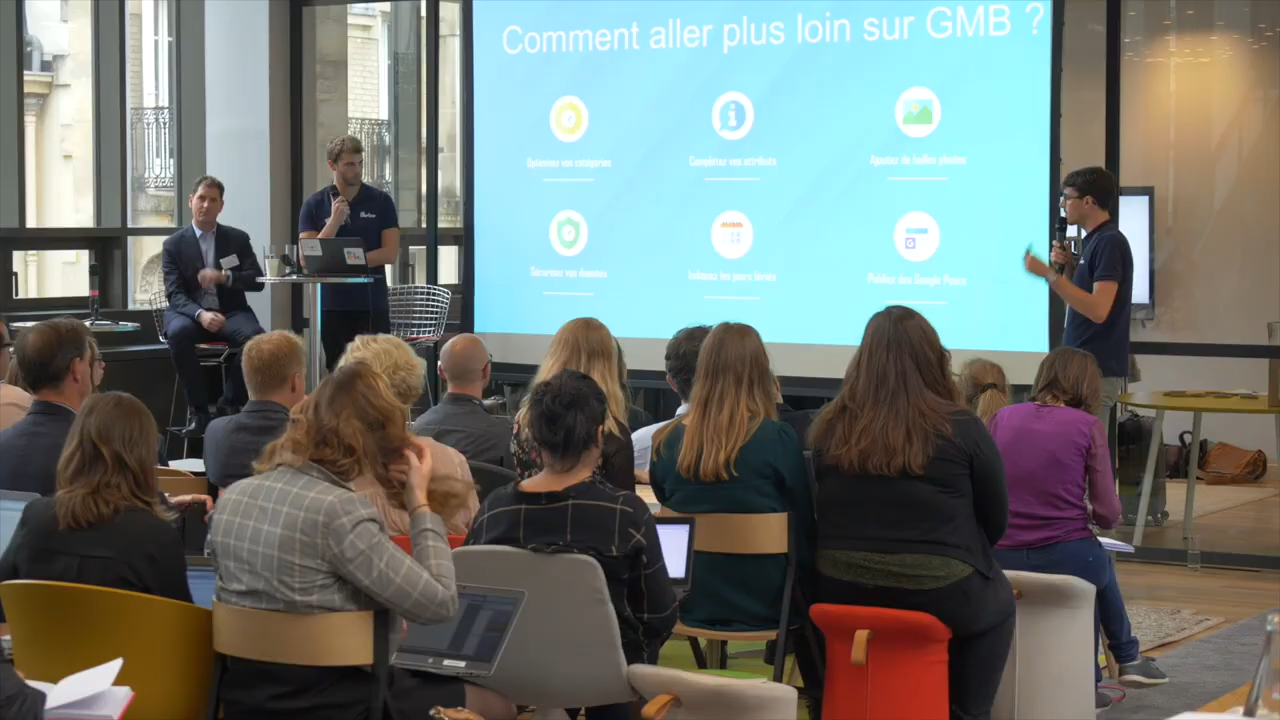 Comment aller plus loin sur GMB ?
Optimisez vos catégories
Complétez vos attributs
Ajoutez de belles photos
Sécurisez vos données
Indiquez les jours fériés
Publiez des Google Posts